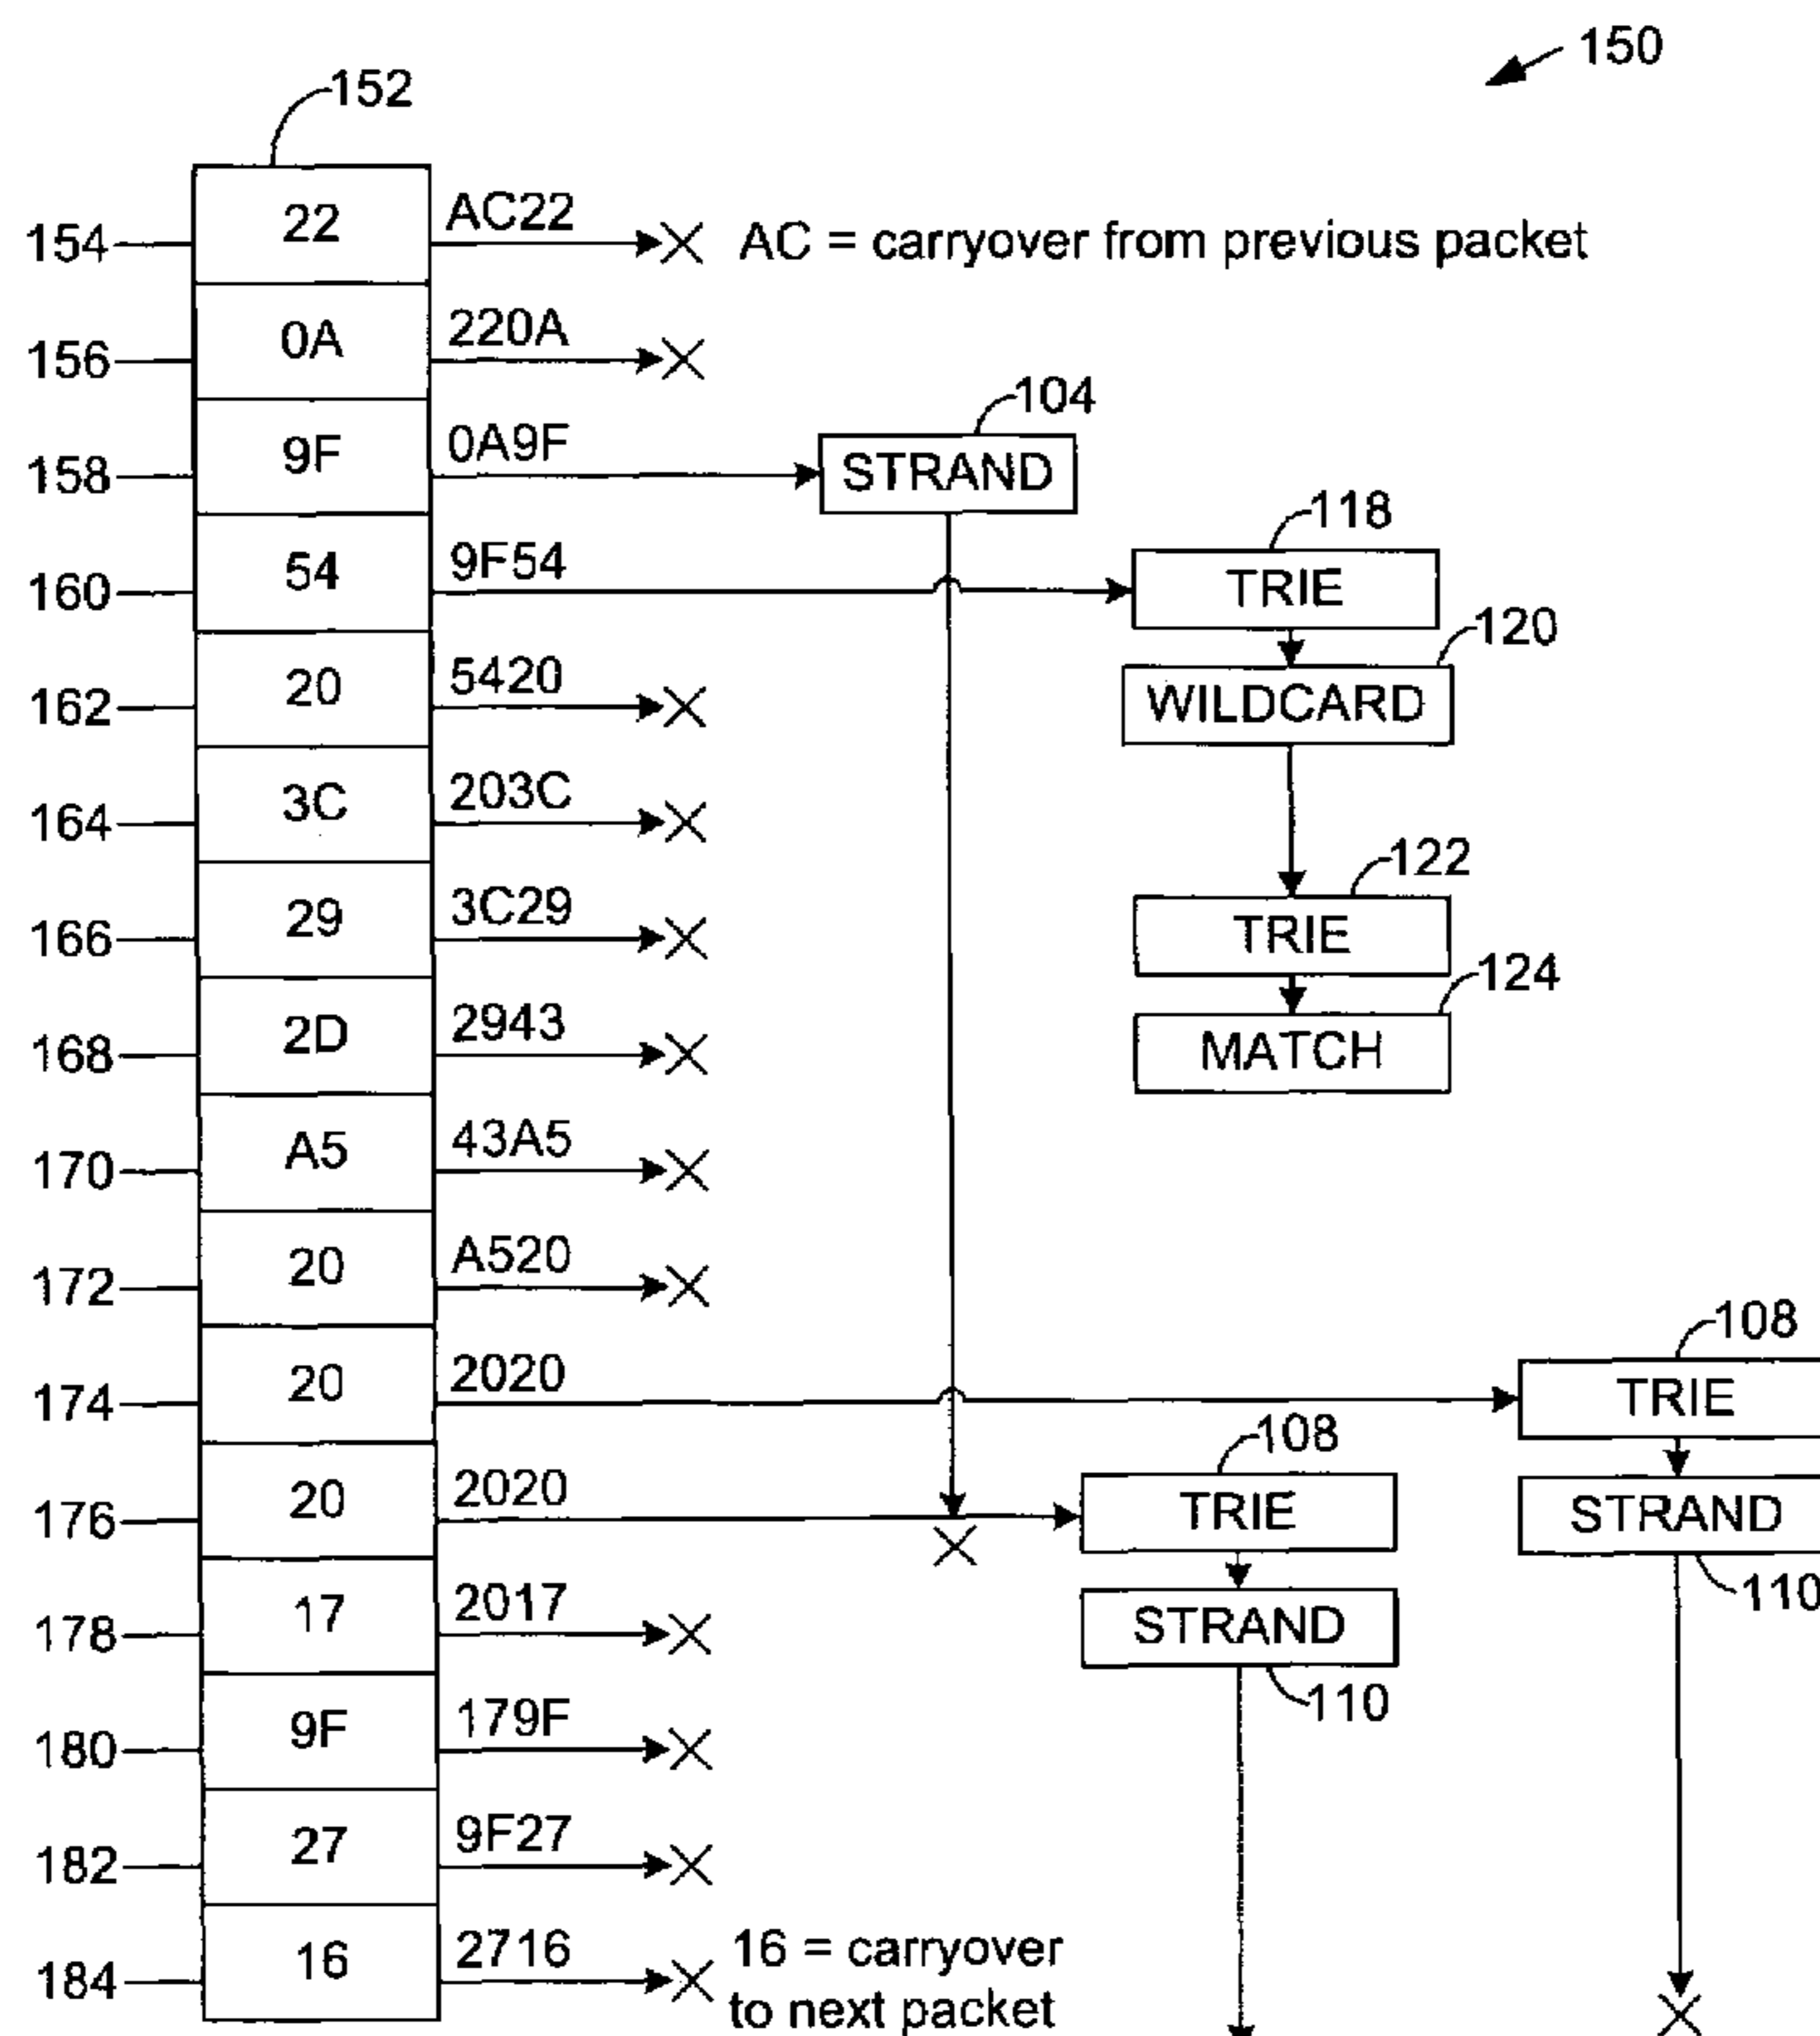 150
152
154 22 AC22 AC = carryover from previous packet
156 0A 220A
104
158 9F 0A9F STRAND
118
160 54 9F54 TRIE
120
162 20 5420 WILDCARD
164 3C 203C
122
166 29 3C29 TRIE
124
168 2D 2943 MATCH
170 A5 43A5
172 20 A520
108
174 20 2020 TRIE
108
176 20 2020 TRIE STRAND
110
178 17 2017 STRAND
110
180 9F 179F
182 27 9F27
184 16 2716 16 = carryover
to next packet